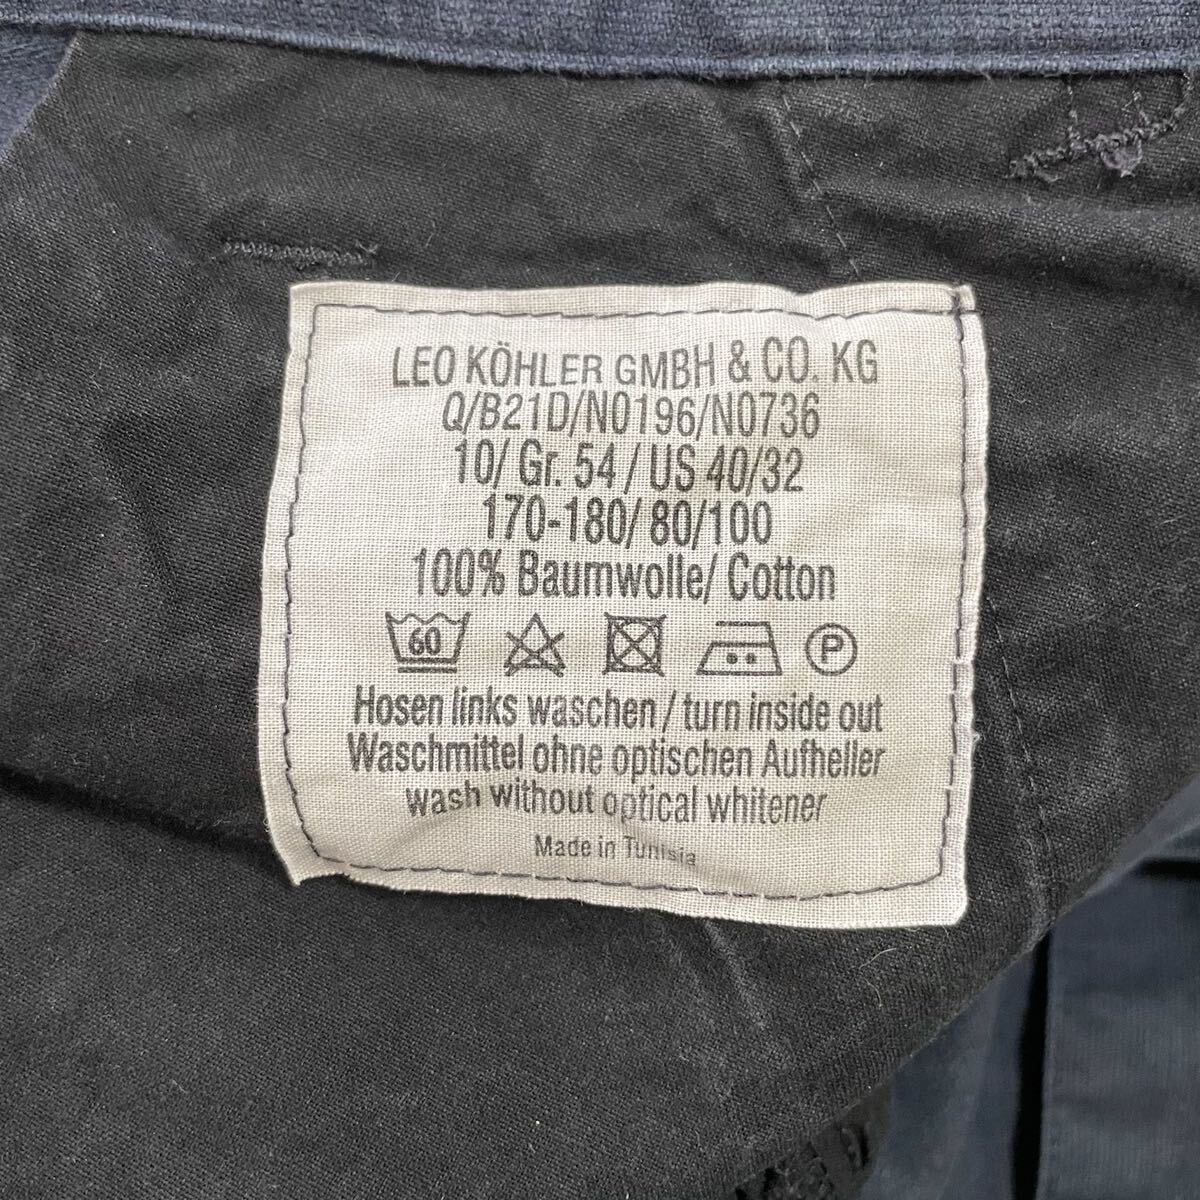 LEO KÖHLER GMBH & CO. KG
Q/B21D/N0196/N0736
10/ Gr. 54 / US 40/32
170-180/ 80/100
100% Baumwolle/ Cotton
60 P
Hosen links waschen / turn inside out
Waschmittel ohne optischen Aufheller
wash without optical whitener
Made in Tunisia